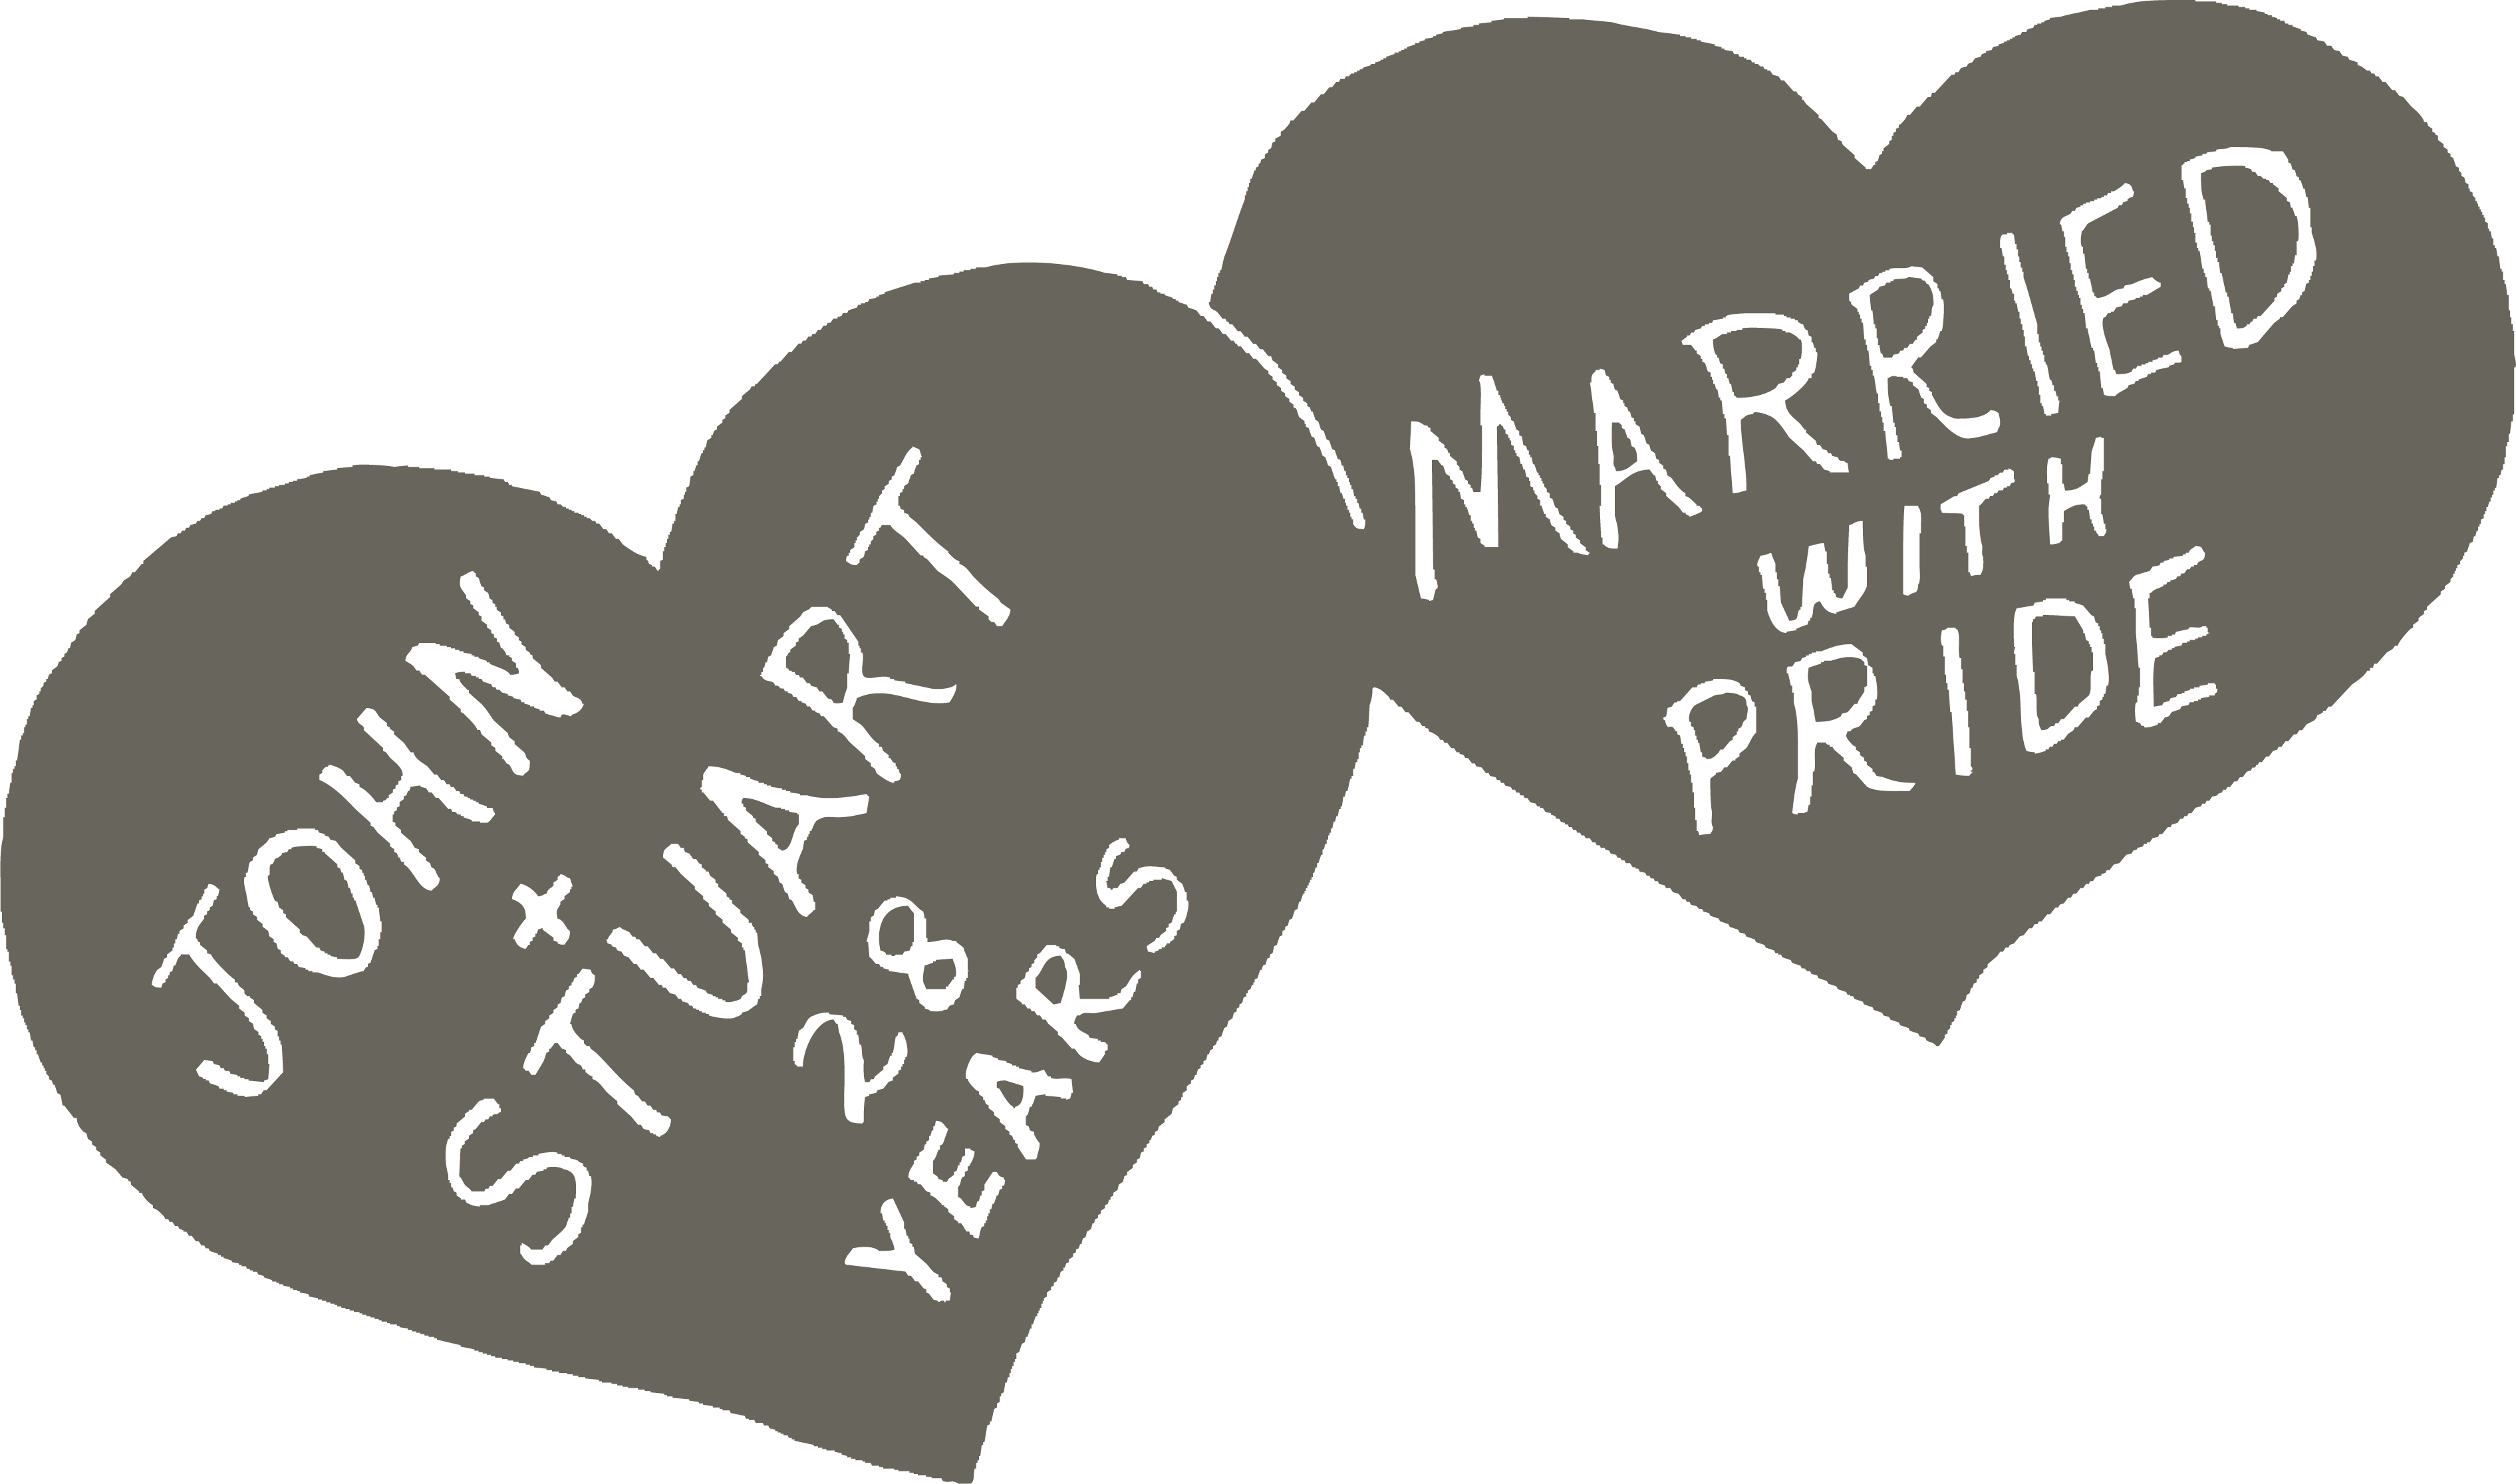 JOHN
+
STUART
28
YEARS
MARRIED
WITH
PRIDE